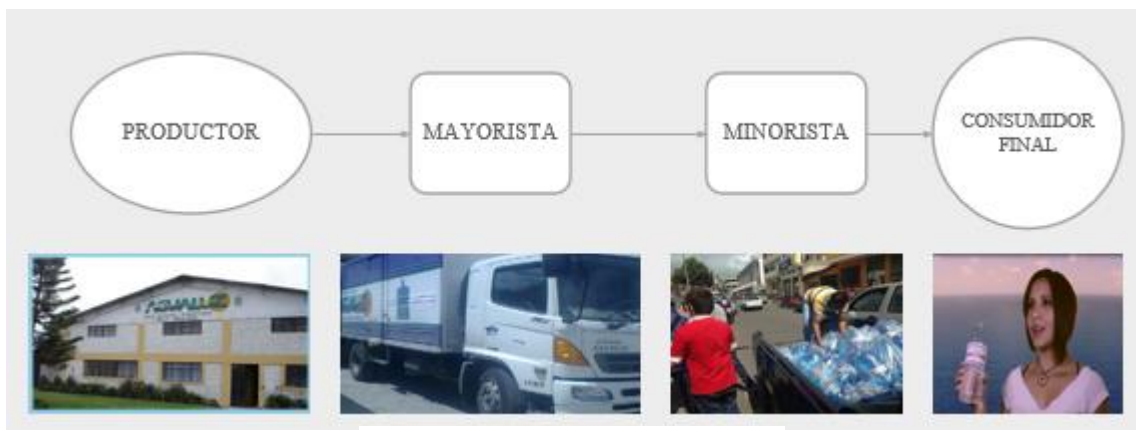 PRODUCTOR
MAYORISTA
MINORISTA
CONSUMIDOR
FINAL